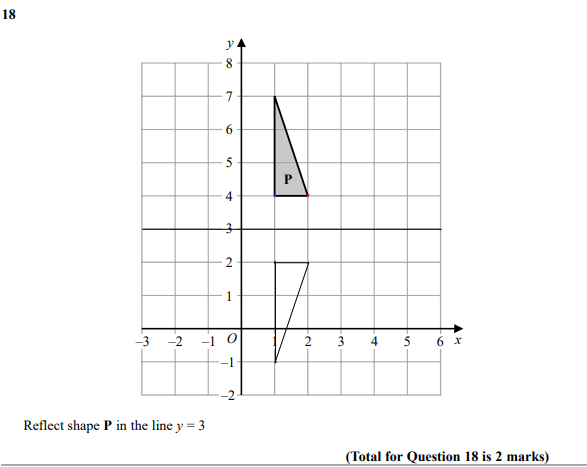 18
y
8
7
6
5
P
4
3
2
1
–3 –2 –1 O 1 2 3 4 5 6 x
–1
–2
Reflect shape P in the line y = 3
(Total for Question 18 is 2 marks)